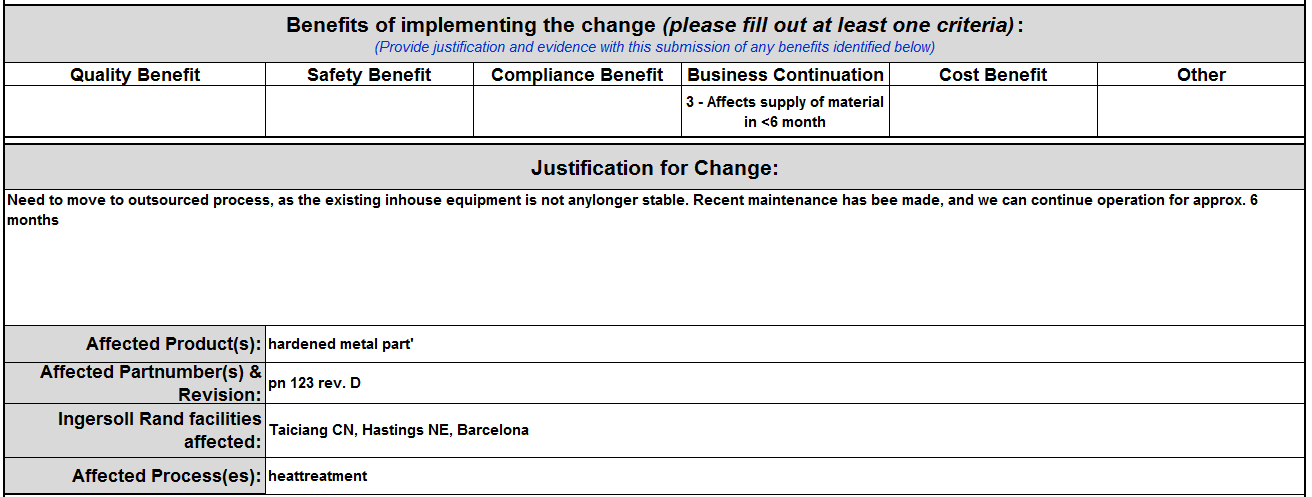 Benefits of implementing the change (please fill out at least one criteria):
(Provide justification and evidence with this submission of any benefits identified below)
Quality Benefit Safety Benefit Compliance Benefit Business Continuation Cost Benefit Other
3 - Affects supply of material
in <6 month
Justification for Change:
Need to move to outsourced process, as the existing inhouse equipment is not anylonger stable. Recent maintenance has bee made, and we can continue operation for approx. 6
months
Affected Product(s): hardened metal part'
Affected Partnumber(s) &
Revision: pn 123 rev. D
Ingersoll Rand facilities
affected: Taiciang CN, Hastings NE, Barcelona
Affected Process(es): heattreatment